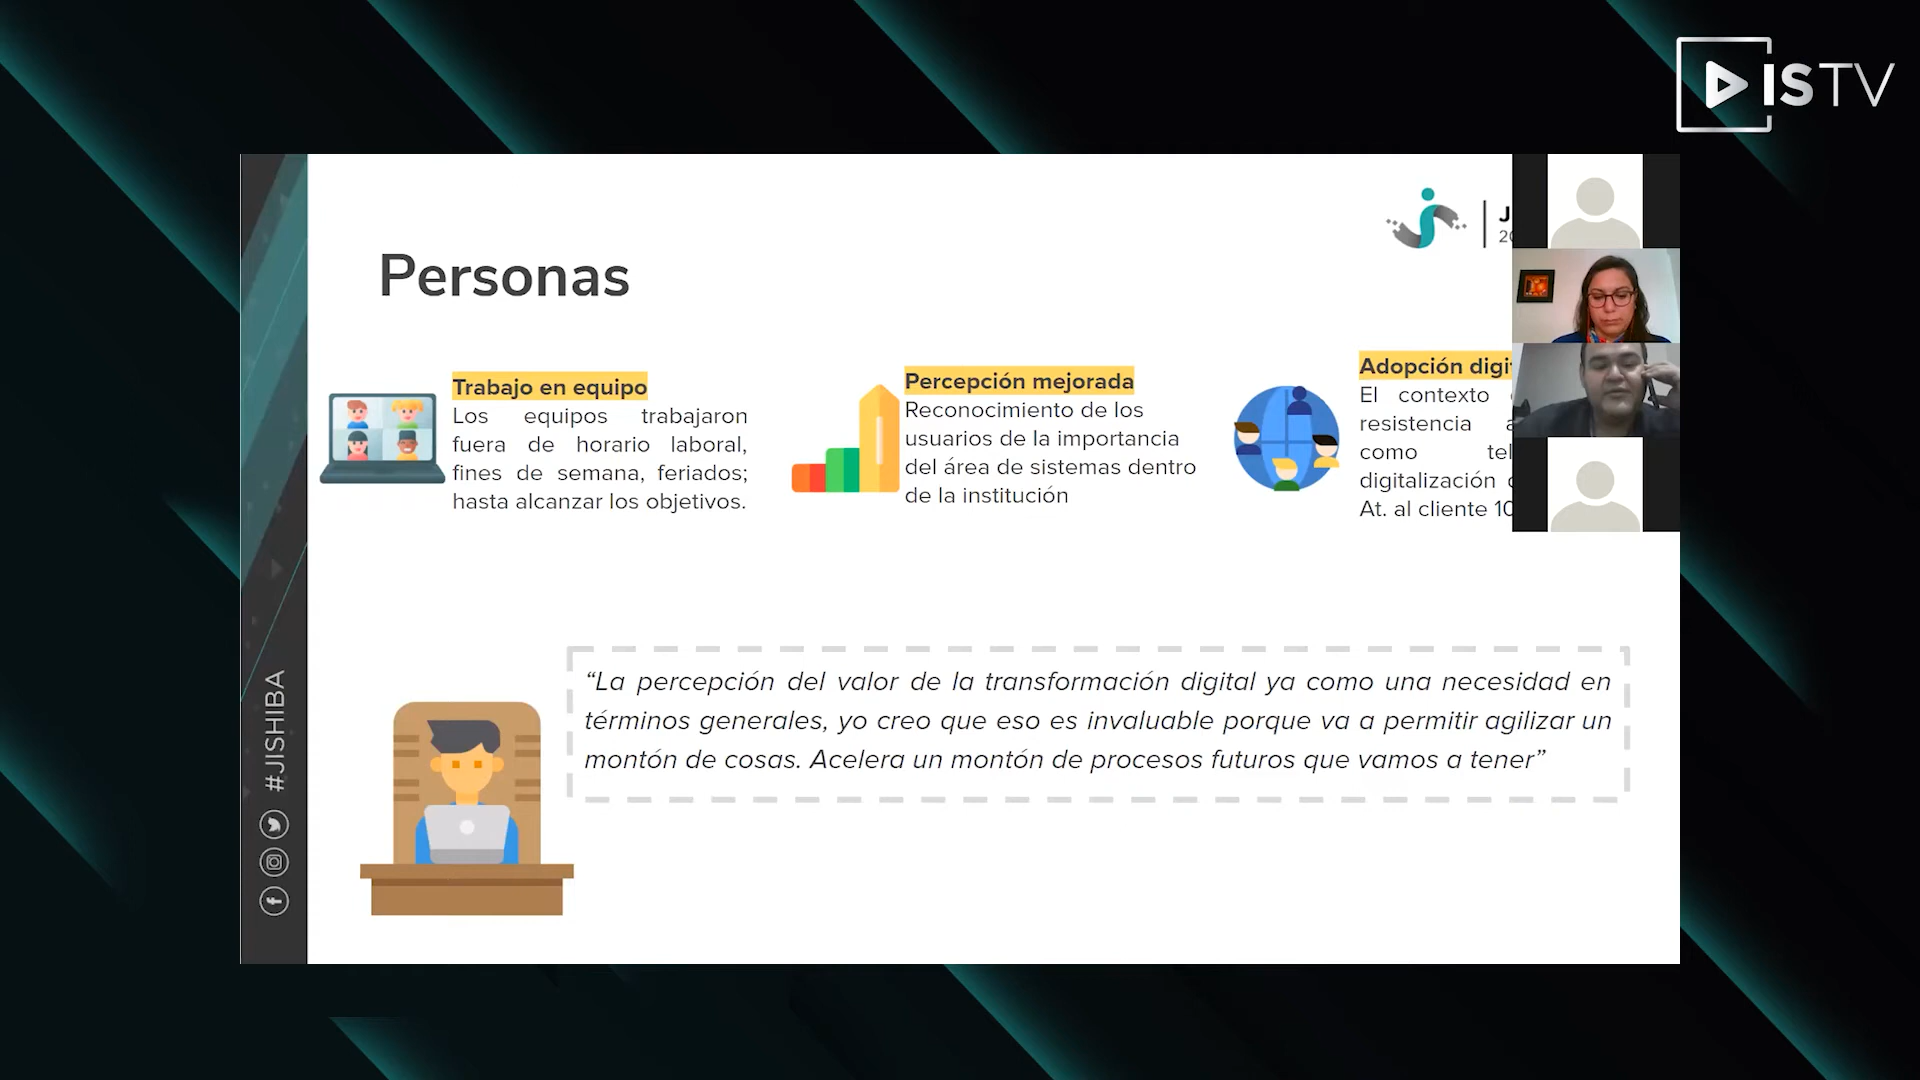 ISTV
Personas
Trabajo en equipo
Los equipos trabajaron
fuera de horario laboral,
fines de semana, feriados;
hasta alcanzar los objetivos.
Percepción mejorada
Reconocimiento de los
usuarios de la importancia
del área de sistemas dentro
de la institución
Adopción
El contexto
resistencia
como
digitalización
At. al cliente
“La percepción del valor de la transformación digital ya como una necesidad en
términos generales, yo creo que eso es invaluable porque va a permitir agilizar un
montón de cosas. Acelera un montón de procesos futuros que vamos a tener”
#JISHIBA